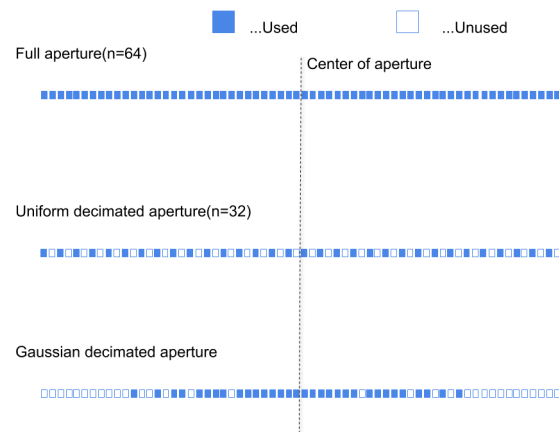 ...Used
...Unused
Full aperture(n=64)
Center of aperture
Uniform decimated aperture(n=32)
Gaussian decimated aperture